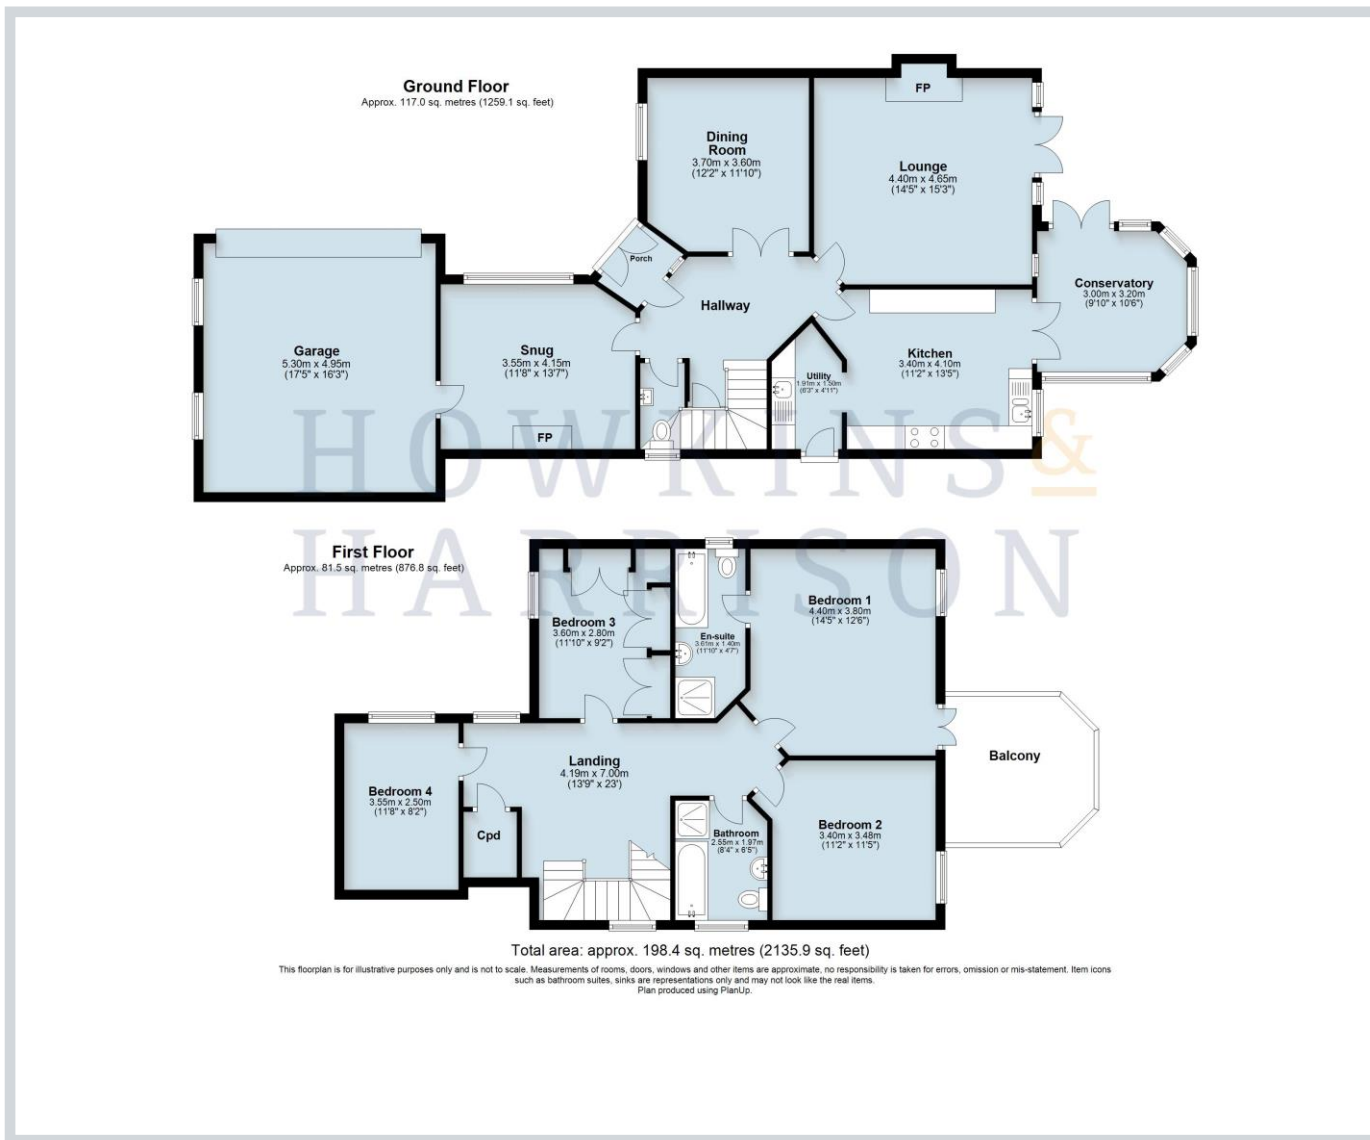 Ground Floor
Approx. 117.0 sq. metres (1259.1 sq. feet)
FP
Dining
Room
3.70m x 3.60m
(12'2" x 11'10")
Lounge
4.40m x 4.65m
(14'5" x 15'3")
Porch
Conservatory
3.00m x 3.20m
(9'10" x 10'6")
Hallway
Garage
5.30m x 4.95m
(17'5" x 16'3")
Snug
3.55m x 4.15m
(11'8" x 13'7")
Kitchen
3.40m x 4.10m
(11'2" x 13'5")
Utility
1.91m x 1.50m
(6'3" x 4'11")
FP
HOWKINS &
HARRISON
First Floor
Approx. 81.5 sq. metres (876.8 sq. feet)
Bedroom 1
4.40m x 3.80m
(14'5" x 12'6")
Bedroom 3
3.60m x 2.80m
(11'10" x 9'2")
En-suite
3.61m x 1.40m
(11'10" x 4'7")
Balcony
Landing
4.19m x 7.00m
(13'9" x 23')
Bedroom 4
3.55m x 2.50m
(11'8" x 8'2")
Cpd
Bathroom
2.55m x 1.97m
(8'4" x 6'5")
Bedroom 2
3.40m x 3.48m
(11'2" x 11'5")
Total area: approx. 198.4 sq. metres (2135.9 sq. feet)
This floorplan is for illustrative purposes only and is not to scale. Measurements of rooms, doors, windows and other items are approximate, no responsibility is taken for errors, omission or mis-statement. Item icons
such as bathroom suites, sinks are representations only and may not look like the real items.
Plan produced using PlanUp.